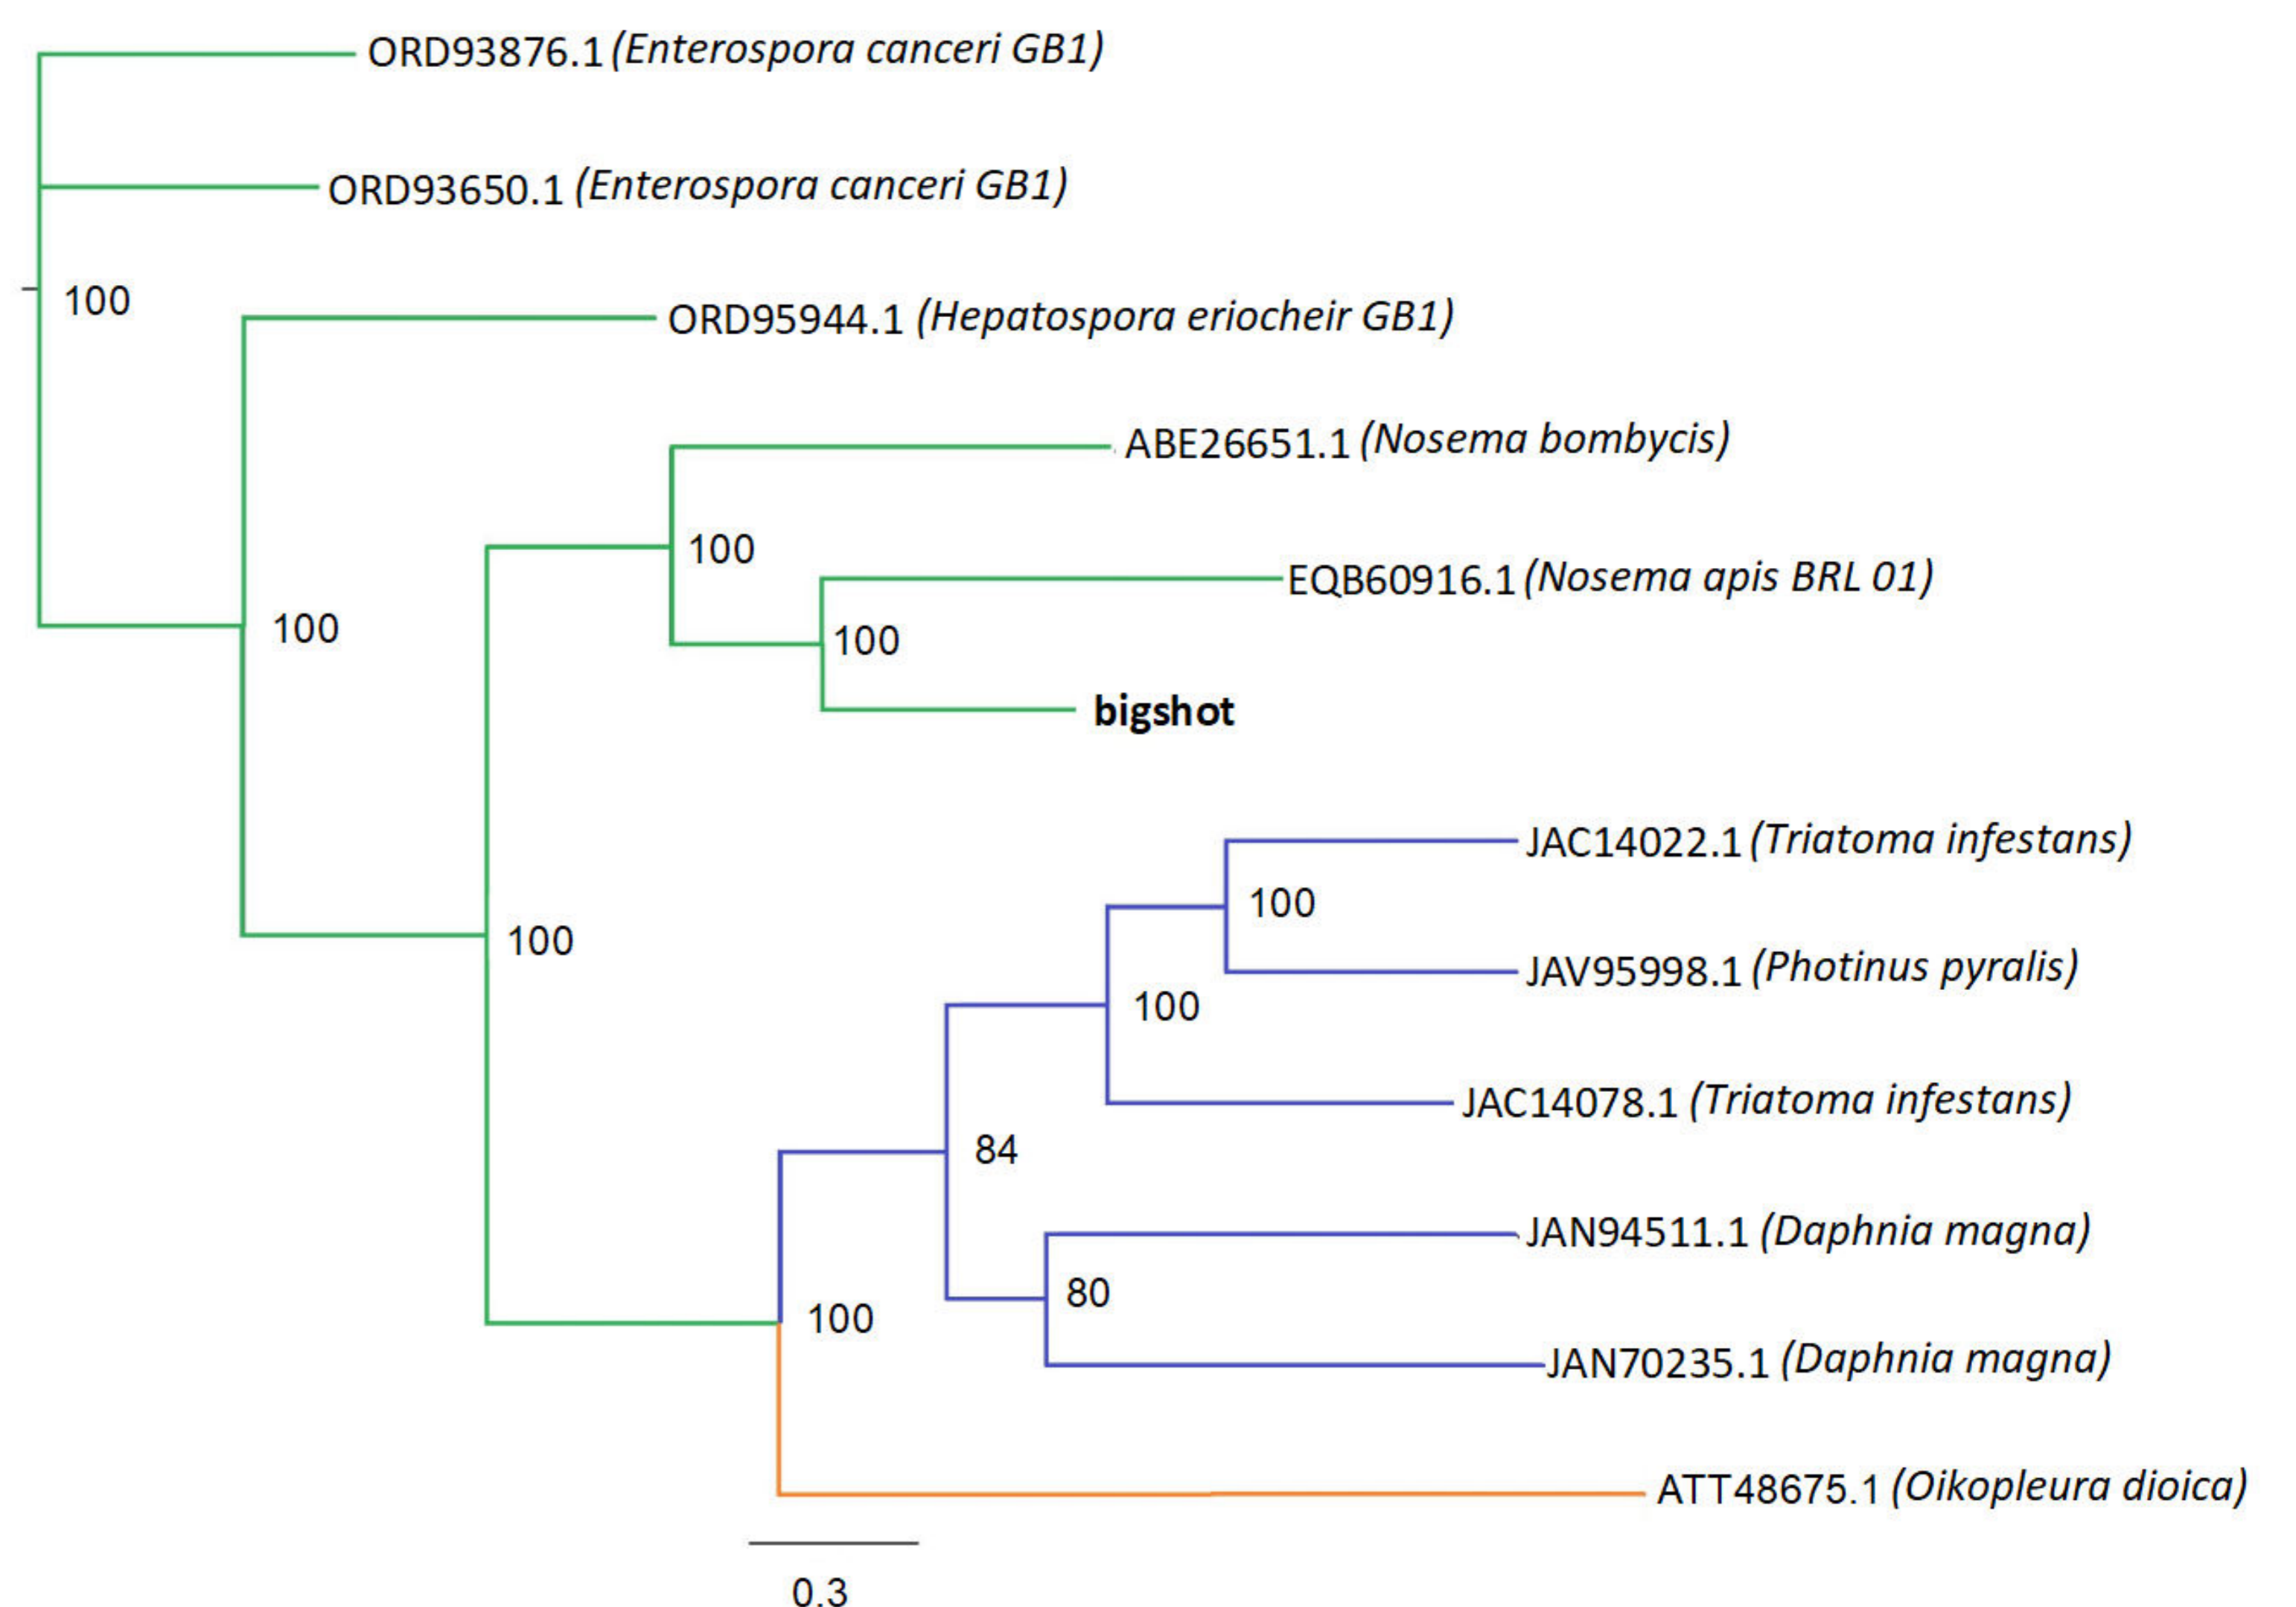 ORD93876.1 (Enterospora canceri GB1)
ORD93650.1 (Enterospora canceri GB1)
100
ORD95944.1 (Hepatospora eriocheir GB1)
ABE26651.1 (Nosema bombycis)
100
EQB60916.1 (Nosema apis BRL 01)
100
100
bigshot
JAC14022.1 (Triatoma infestans)
100
100
JAV95998.1 (Photinus pyralis)
100
JAC14078.1 (Triatoma infestans)
84
JAN94511.1 (Daphnia magna)
80
100
JAN70235.1 (Daphnia magna)
ATT48675.1 (Oikopleura dioica)
0.3